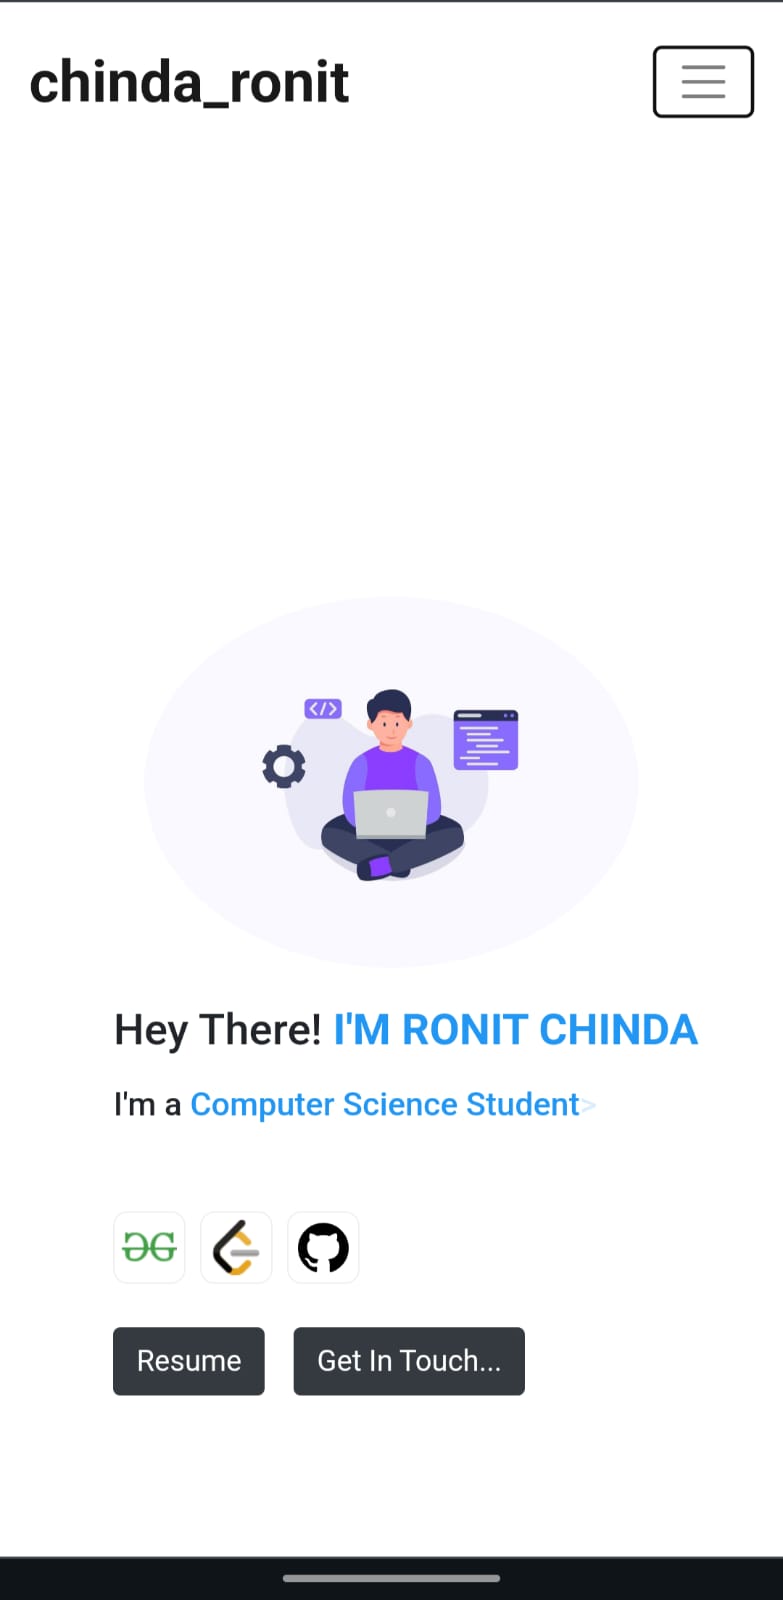 chinda_ronit
</>
Hey There! I'M RONIT CHINDA
I'm a Computer Science Student>
Resume
Get In Touch...